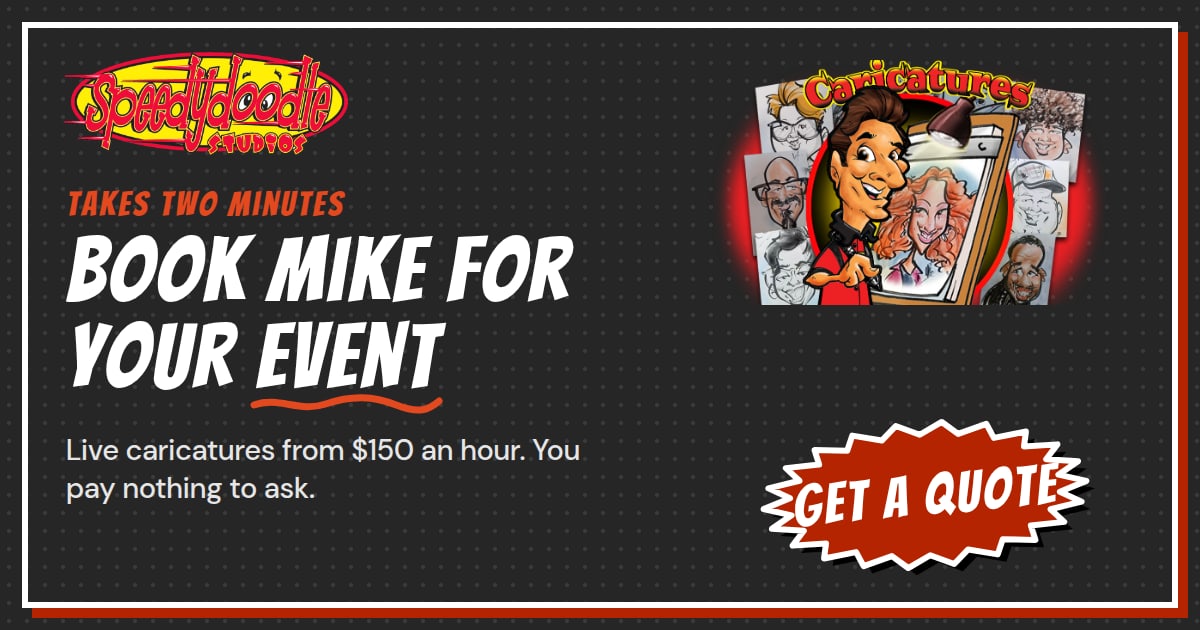 Speedydoodle
STUDIOS
TAKES TWO MINUTES
BOOK MIKE FOR
YOUR EVENT
Live caricatures from $150 an hour. You
pay nothing to ask.
Caricatures
GET A QUOTE